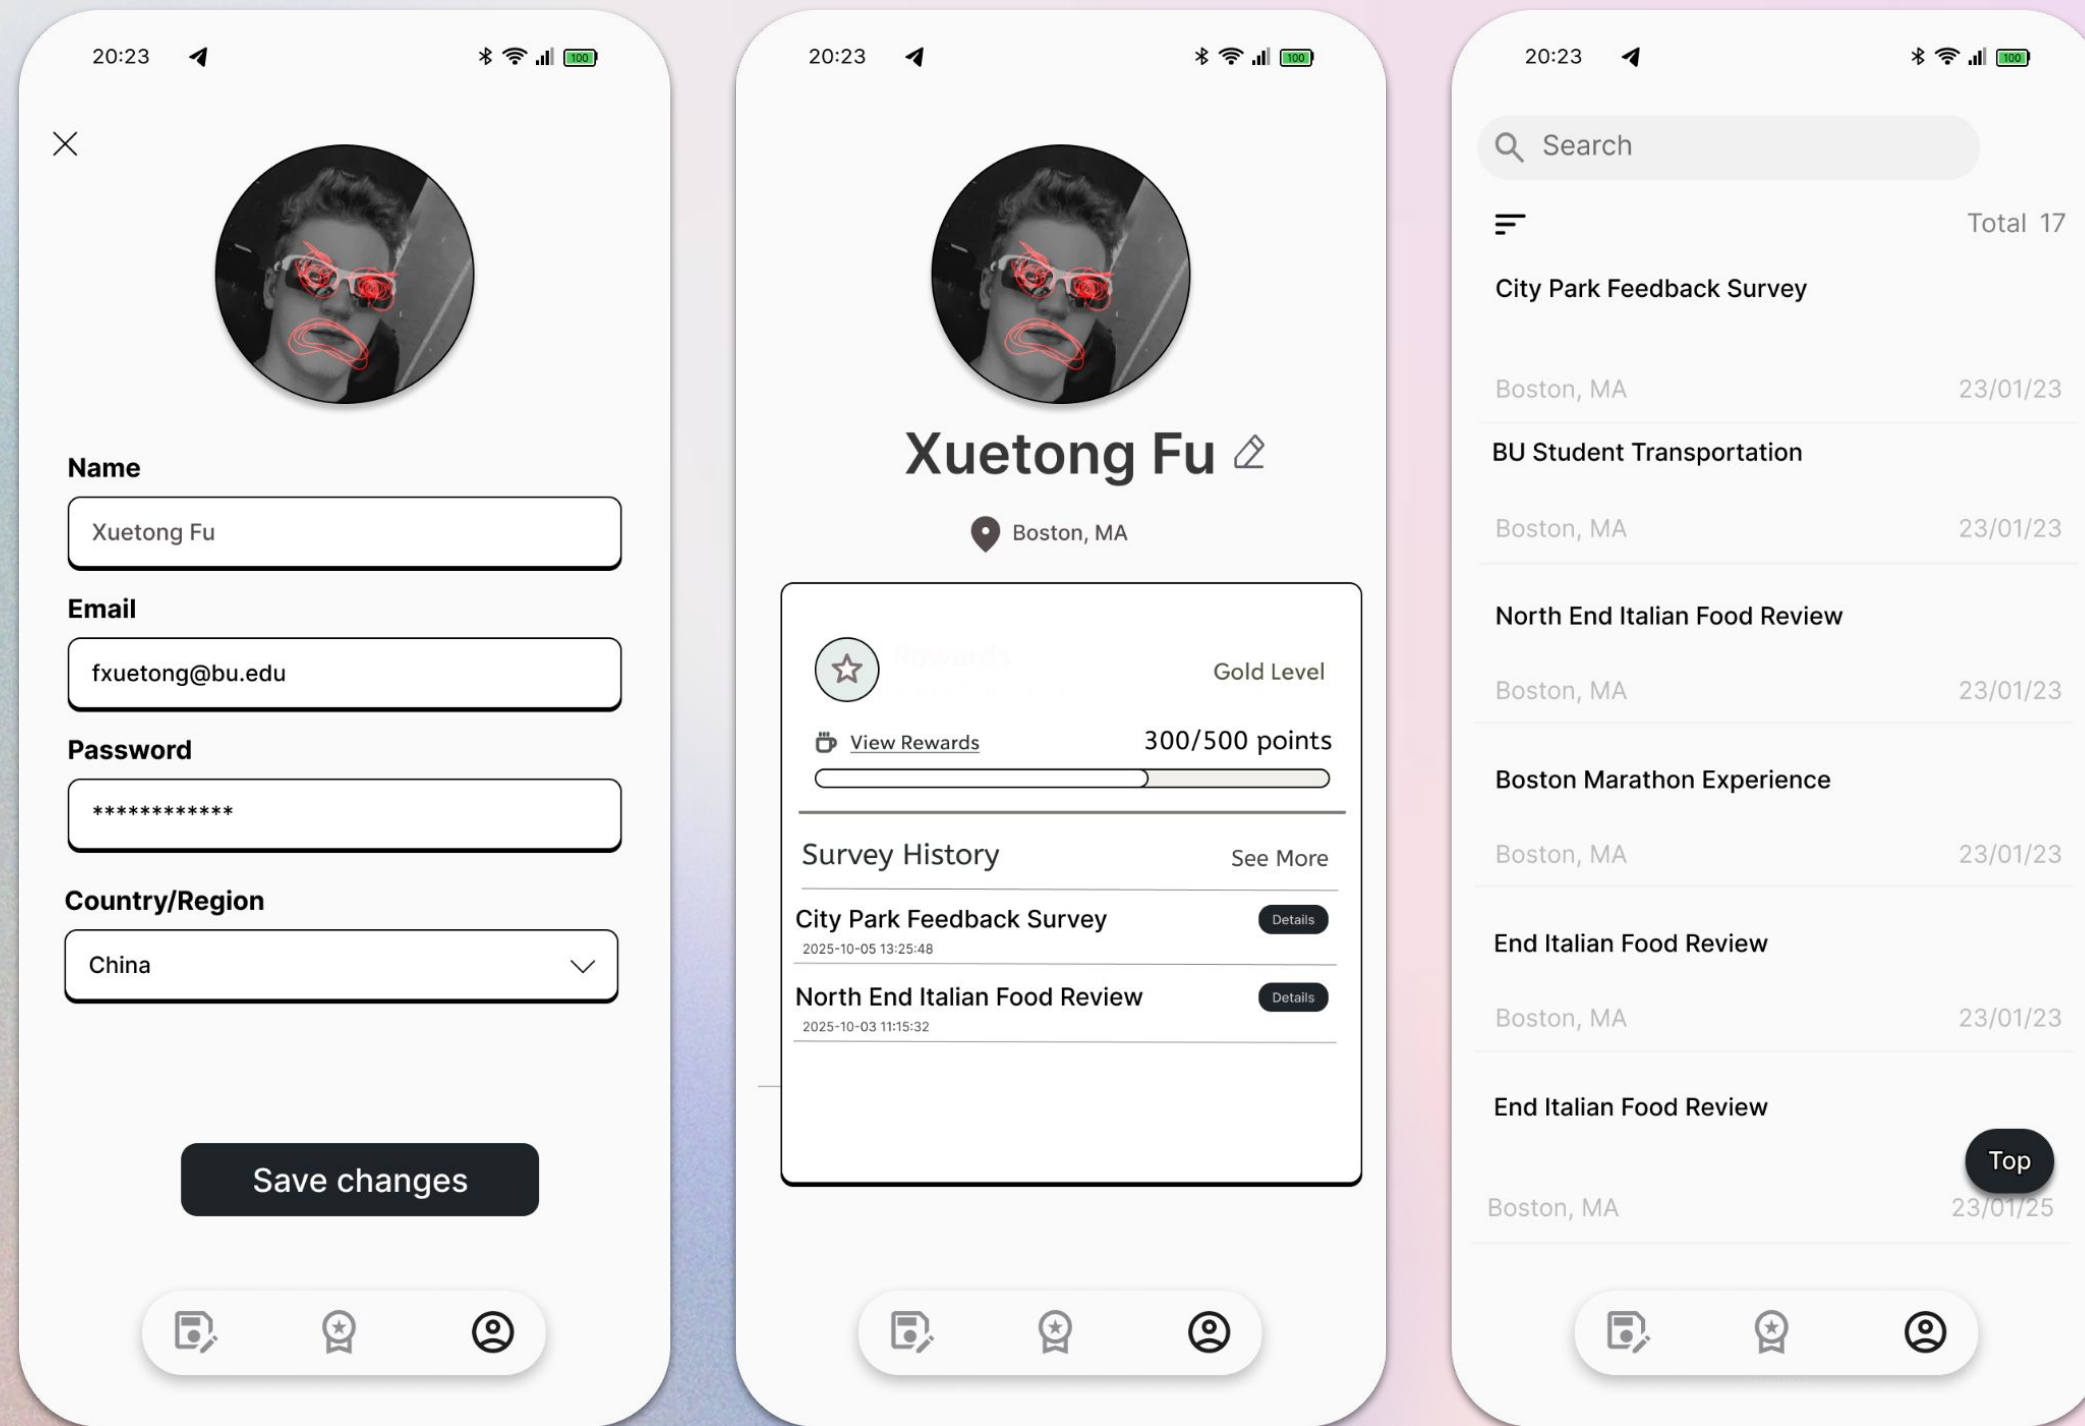 20:23
100
Name
Xuetong Fu
Email
fxuetong@bu.edu
Password
************
Country/Region
China
Save changes
20:23
100
Xuetong Fu
Boston, MA
Rewards
Gold Level
View Rewards
300/500 points
Survey History
See More
City Park Feedback Survey
Details
2025-10-05 13:25:48
North End Italian Food Review
Details
2025-10-03 11:15:32
20:23
100
Search
Total 17
City Park Feedback Survey
Boston, MA
23/01/23
BU Student Transportation
Boston, MA
23/01/23
North End Italian Food Review
Boston, MA
23/01/23
Boston Marathon Experience
Boston, MA
23/01/23
End Italian Food Review
Boston, MA
23/01/23
End Italian Food Review
Top
Boston, MA
23/01/25